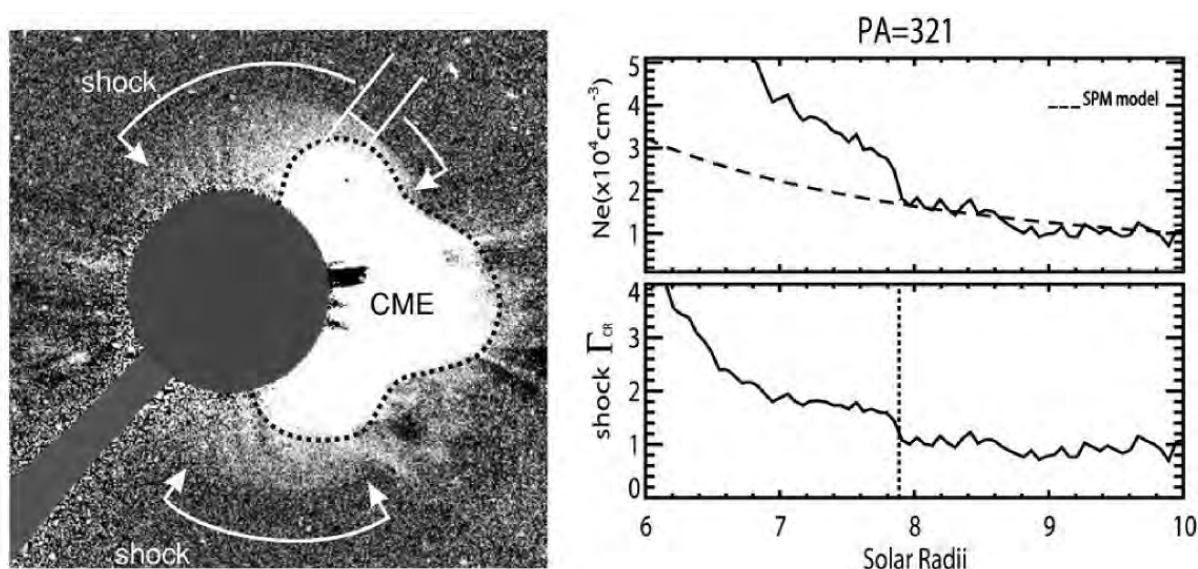 shock
CME
shock
PA=321
Ne(x10⁴cm⁻³)
5
4
3
2
1
SPM model
shock Γ_CR
4
3
2
1
0
6 7 8 9 10
Solar Radii